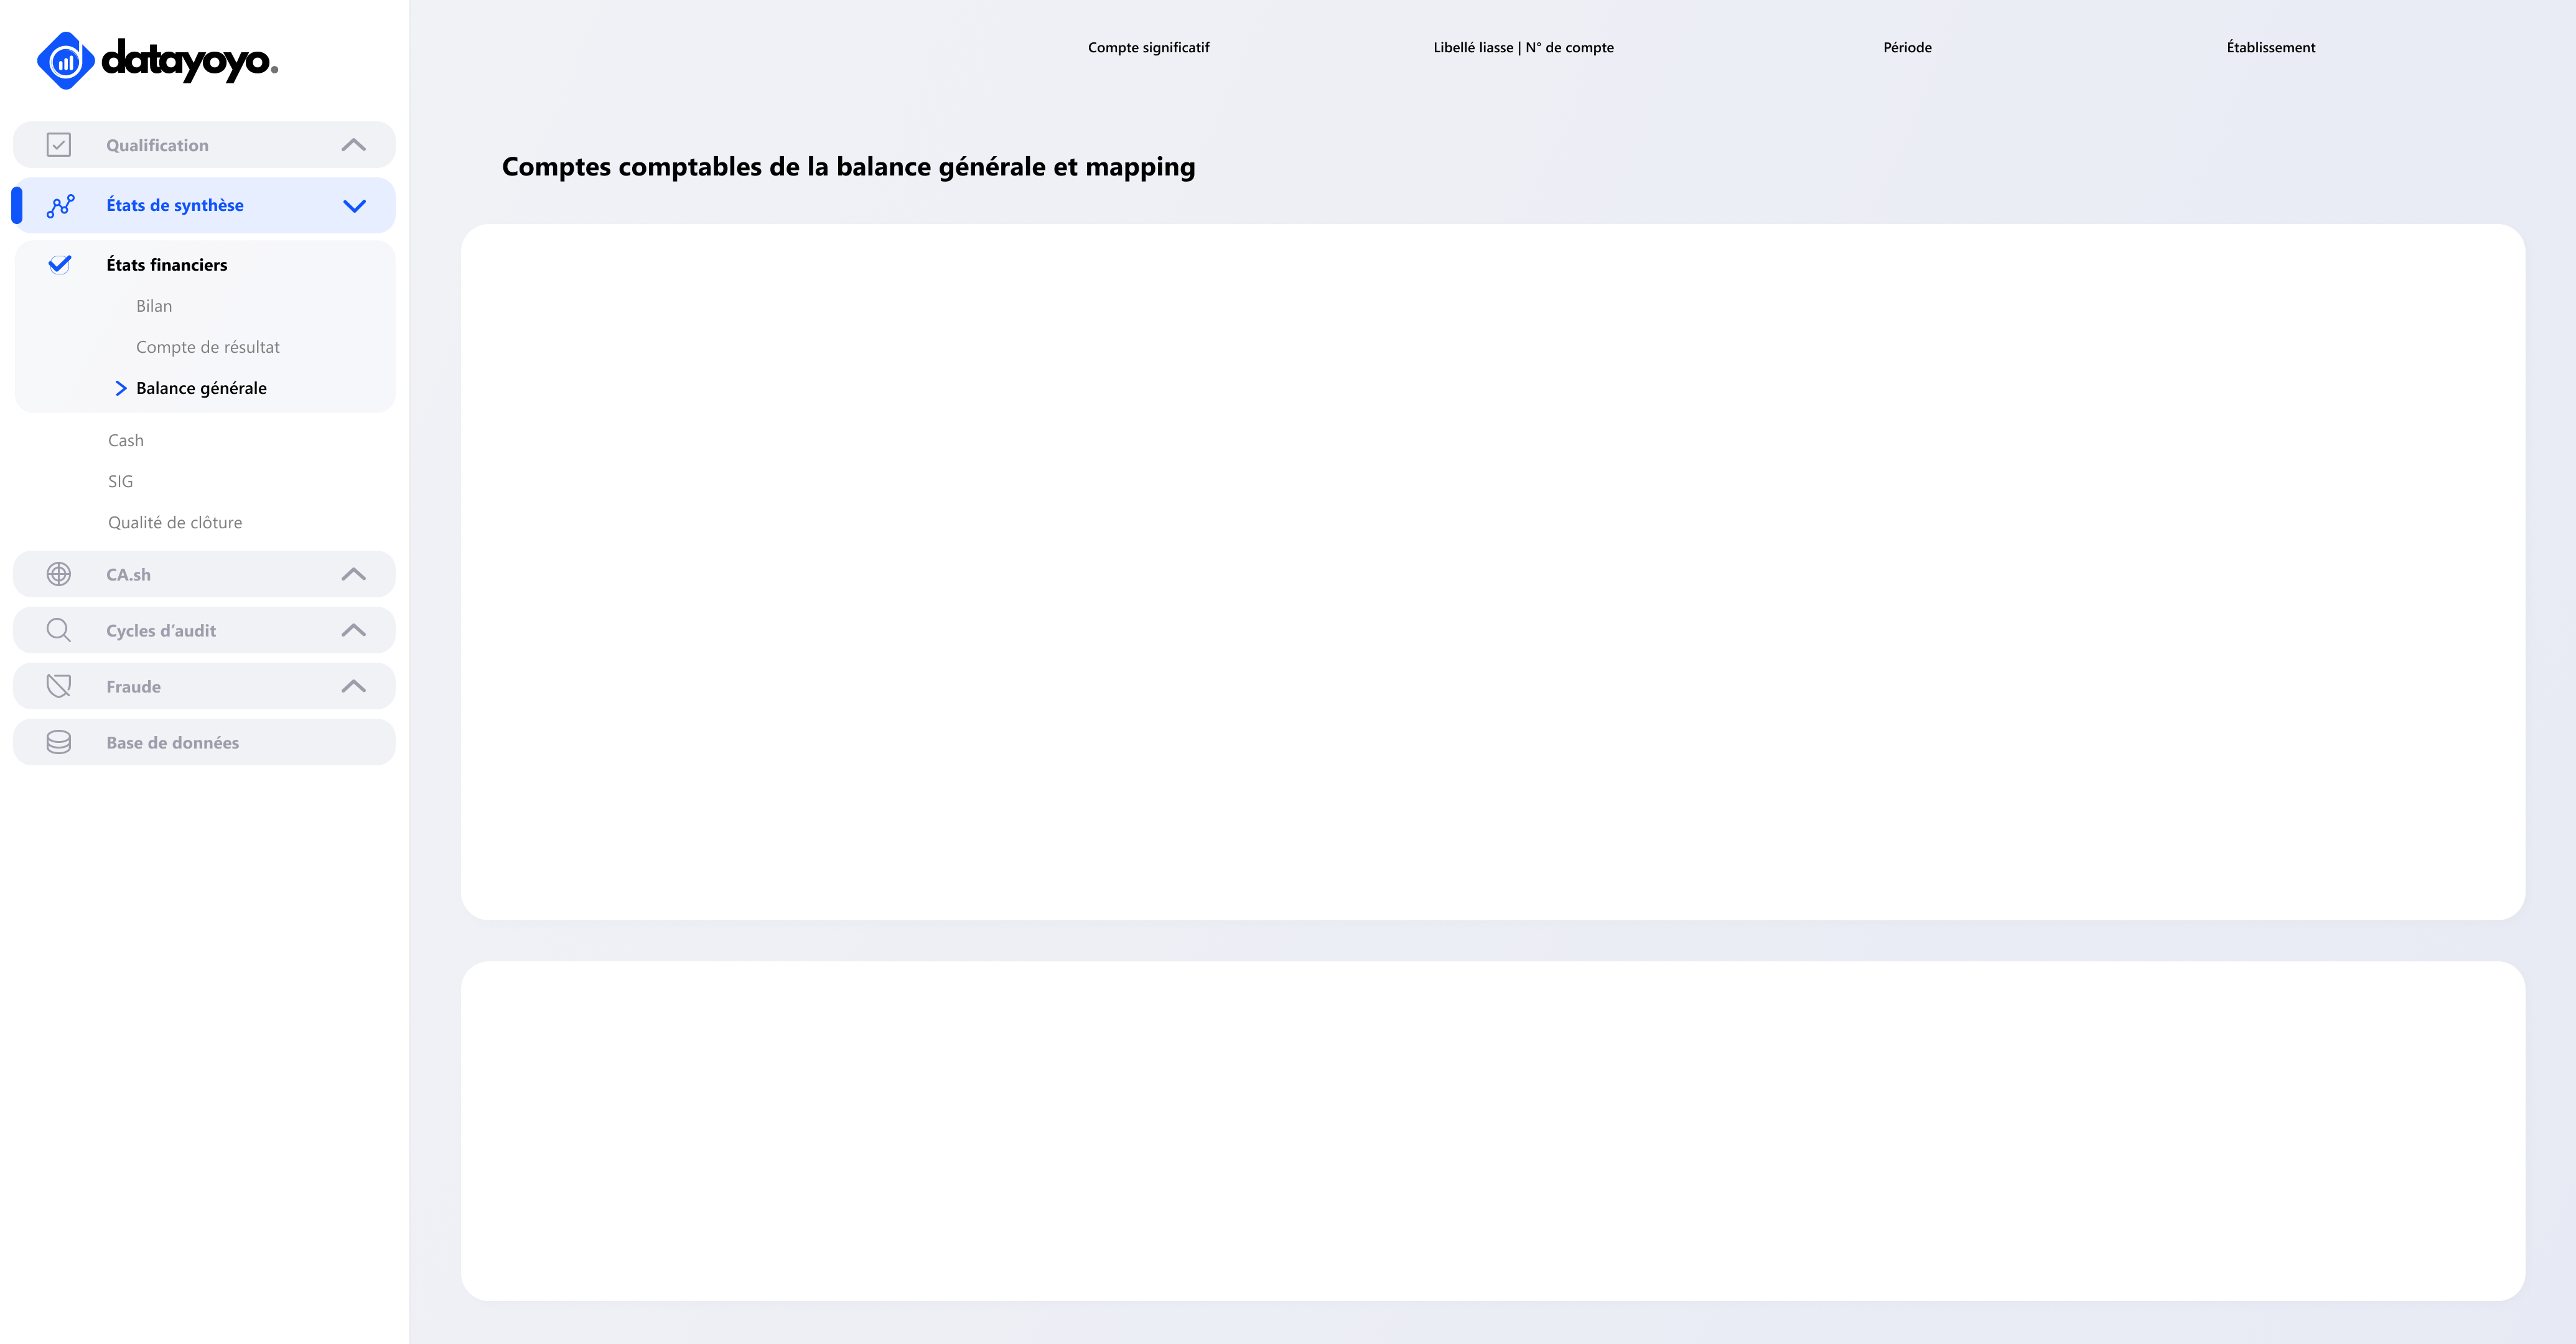 datayoyo.
Compte significatif
Libellé liasse | N° de compte
Période
Établissement
Qualification
États de synthèse
États financiers
Bilan
Compte de résultat
Balance générale
Cash
SIG
Qualité de clôture
CA.sh
Cycles d’audit
Fraude
Base de données
Comptes comptables de la balance générale et mapping